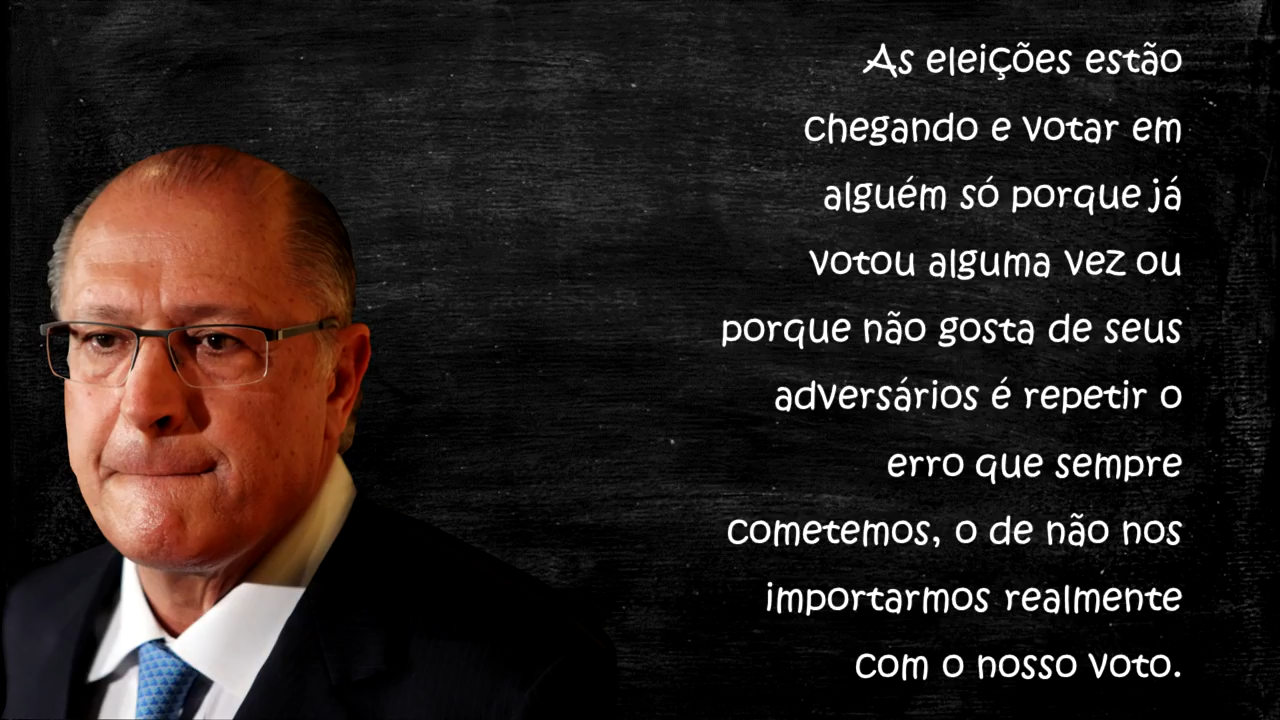 As eleições estão
chegando e votar em
alguém só porque já
votou alguma vez ou
porque não gosta de seus
adversários é repetir o
erro que sempre
cometemos, o de não nos
importarmos realmente
com o nosso voto.